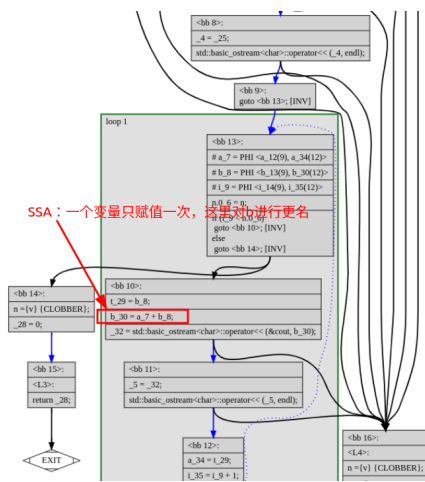 <bb 8>:
_4 = _25;
std::basic_ostream<char>::operator<< (_4, endl);
<bb 9>:
goto <bb 13>; [INV]
loop 1
<bb 13>:
# a_7 = PHI <a_12(9), a_34(12)>
# b_8 = PHI <b_13(9), b_30(12)>
# i_9 = PHI <i_14(9), i_35(12)>
n.0_6 = n;
SSA：一个变量只赋值一次，这里对b进行更名
if (i_9 < n.0_6)
goto <bb 10>; [INV]
else
goto <bb 14>; [INV]
<bb 14>:
n ={v} {CLOBBER};
_28 = 0;
<bb 10>:
t_29 = b_8;
b_30 = a_7 + b_8;
_32 = std::basic_ostream<char>::operator<< (&cout, b_30);
<bb 15>:
<L3>:
return _28;
<bb 11>:
_5 = _32;
std::basic_ostream<char>::operator<< (_5, endl);
EXIT
<bb 12>:
a_34 = t_29;
i_35 = i_9 + 1;
<bb 16>:
<L4>:
n ={v} {CLOBBER};